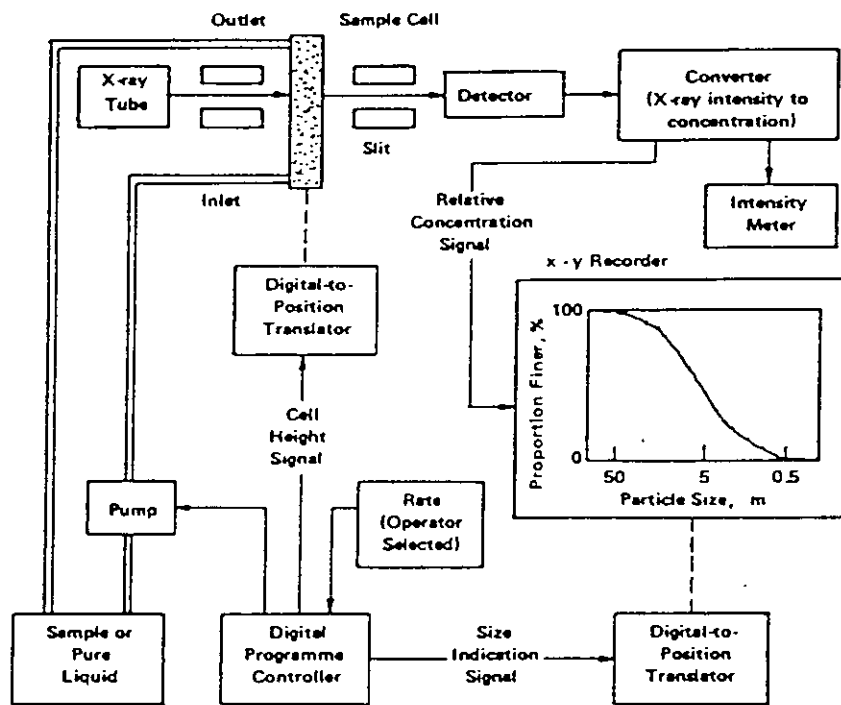 Outlet
Sample Cell
X-ray
Tube
Detector
Converter
(X-ray intensity to
concentration)
Slit
Inlet
Relative
Concentration
Signal
Intensity
Meter
x - y Recorder
Digital-to-
Position
Translator
100
Proportion Finer, %
0
50
5
0.5
Particle Size, m
Cell
Height
Signal
Pump
Rate
(Operator
Selected)
Sample or
Pure
Liquid
Digital
Programme
Controller
Size
Indication
Signal
Digital-to-
Position
Translator